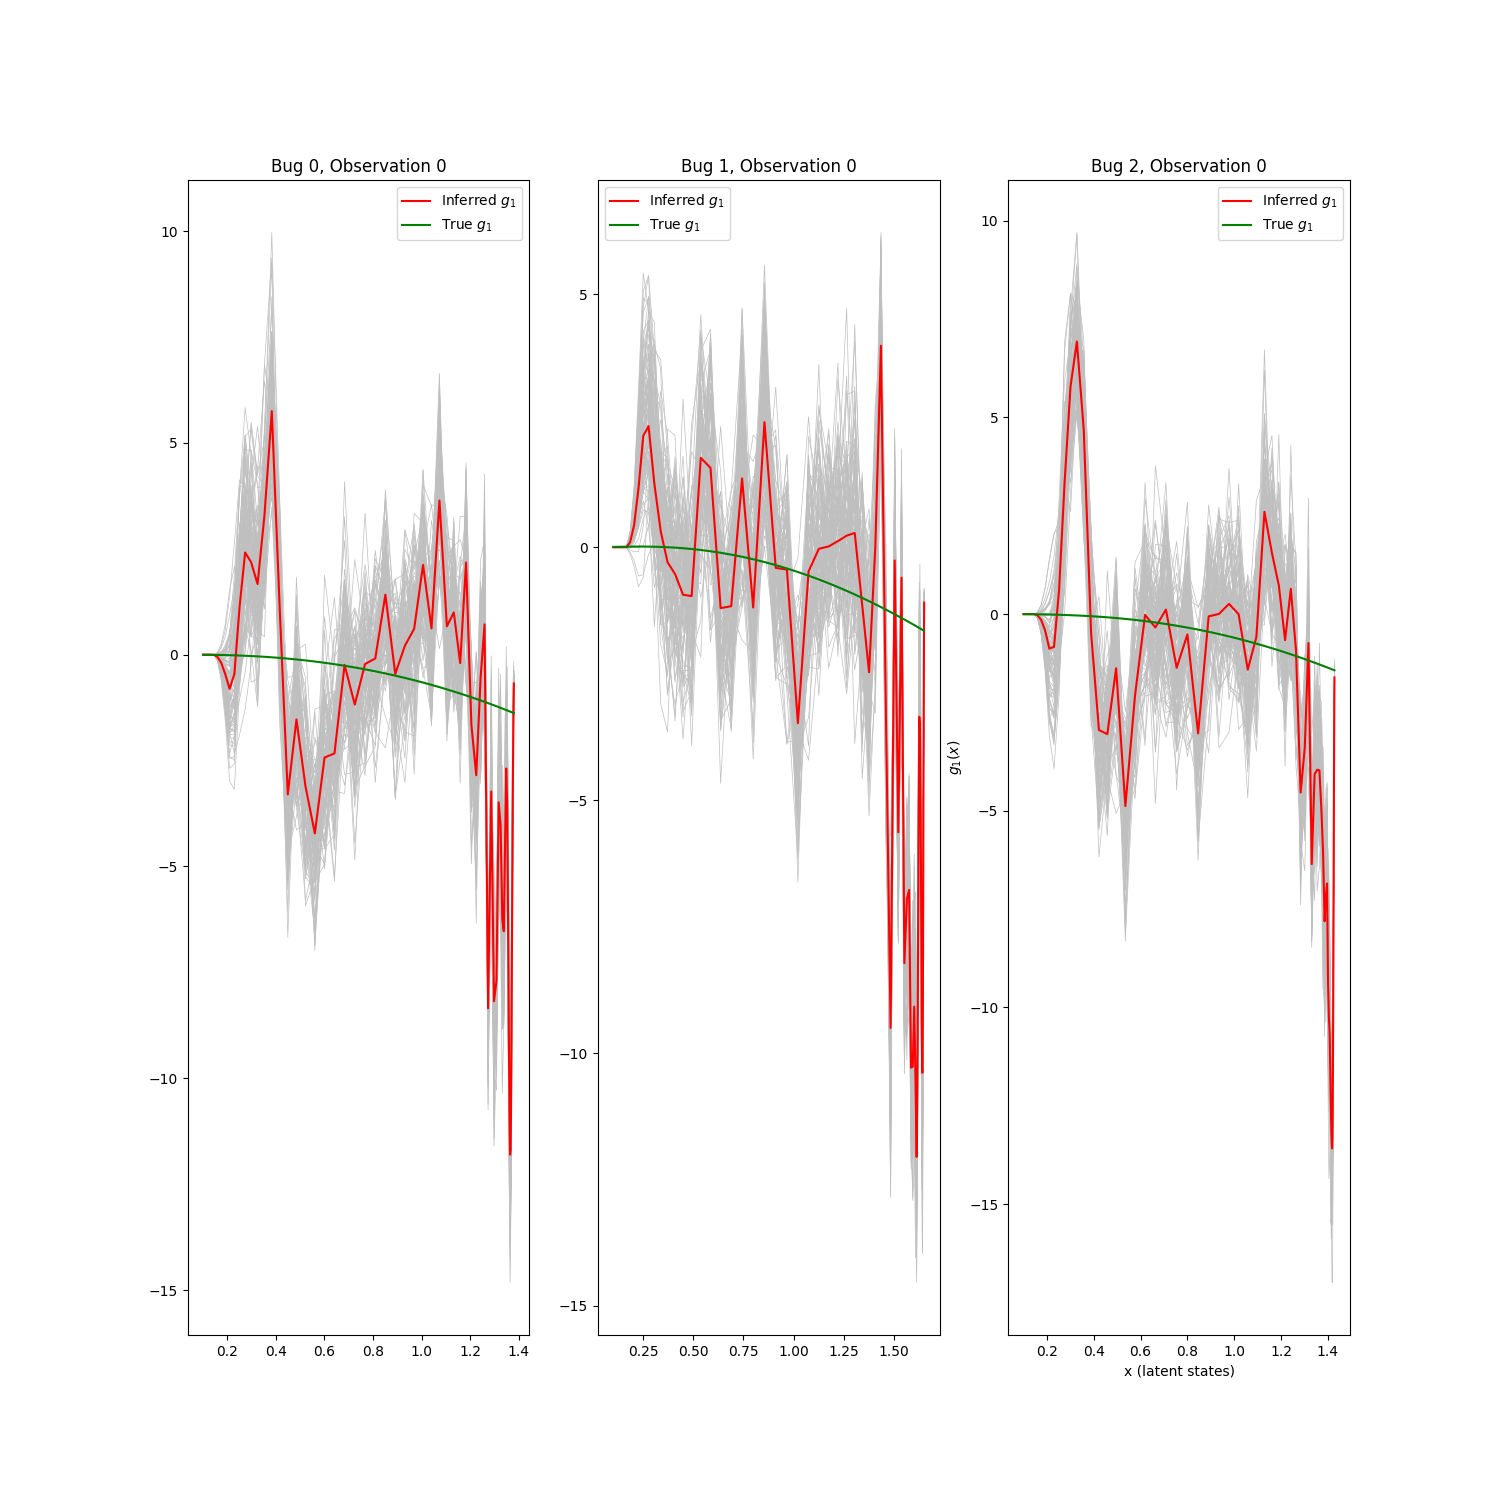 Bug 0, Observation 0
Inferred g₁
True g₁
10
5
0
−5
−10
−15
0.2 0.4 0.6 0.8 1.0 1.2 1.4
Bug 1, Observation 0
Inferred g₁
True g₁
5
0
−5
−10
−15
0.25 0.50 0.75 1.00 1.25 1.50
Bug 2, Observation 0
Inferred g₁
True g₁
g₁(x)
10
5
0
−5
−10
−15
0.2 0.4 0.6 0.8 1.0 1.2 1.4
x (latent states)